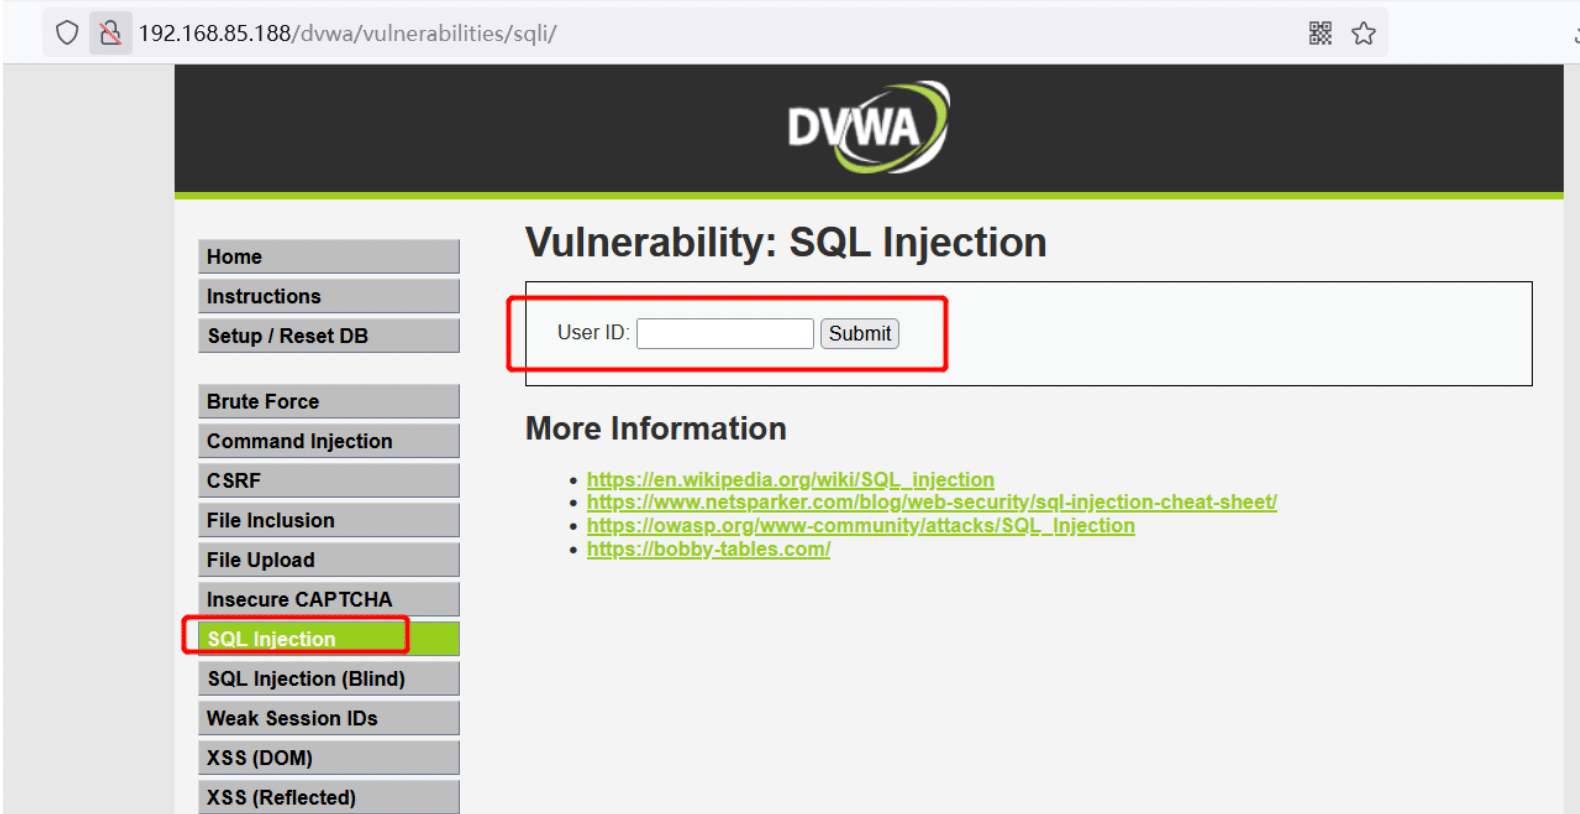 192.168.85.188/dvwa/vulnerabilities/sqli/
DVWA
Home
Instructions
Setup / Reset DB
Brute Force
Command Injection
CSRF
File Inclusion
File Upload
Insecure CAPTCHA
SQL Injection
SQL Injection (Blind)
Weak Session IDs
XSS (DOM)
XSS (Reflected)
Vulnerability: SQL Injection
User ID: Submit
More Information
https://en.wikipedia.org/wiki/SQL_injection
https://www.netsparker.com/blog/web-security/sql-injection-cheat-sheet/
https://owasp.org/www-community/attacks/SQL_Injection
https://bobby-tables.com/